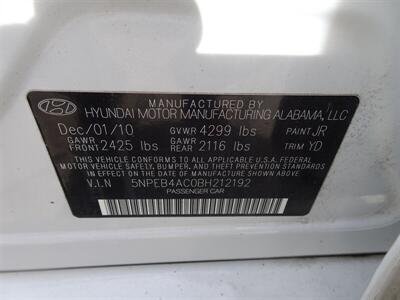 MANUFACTURED BY
HYUNDAI MOTOR MANUFACTURING ALABAMA, LLC
Dec/01/10 GVWR 4299 lbs PAINT JR
GAWR FRONT 2425 lbs GAWR REAR 2116 lbs TRIM YD
THIS VEHICLE CONFORMS TO ALL APPLICABLE U.S.A FEDERAL
MOTOR VEHICLE SAFETY, BUMPER, AND THEFT PREVENTION
STANDARDS IN EFFECT ON THE DATE OF MANUFACTURE SHOWN ABOVE.
V.I.N 5NPEB4AC0BH212192
PASSENGER CAR